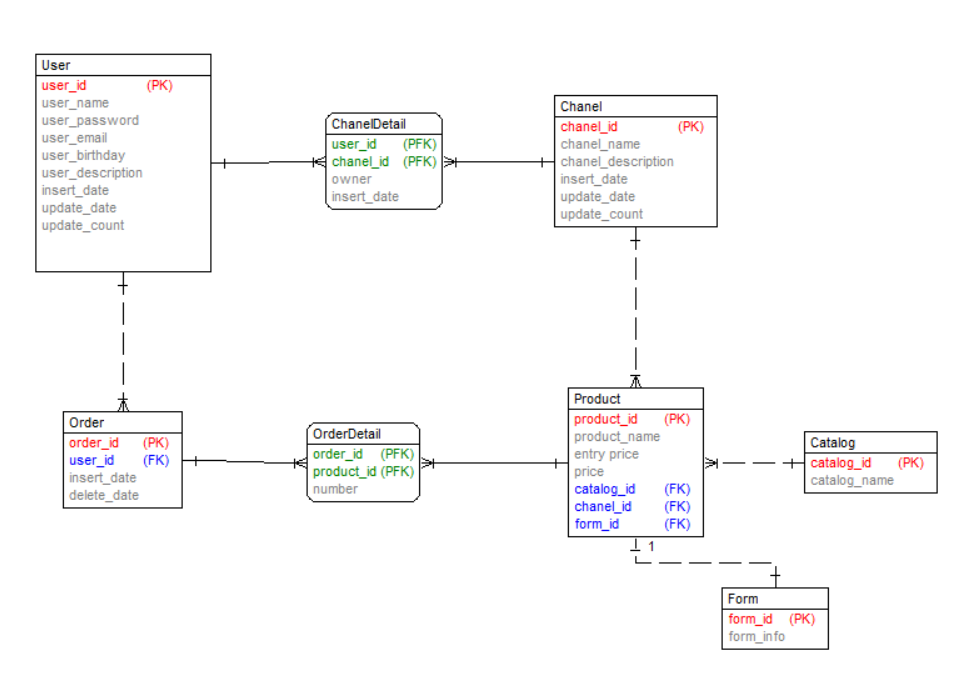 User
user_id (PK)
user_name
user_password
user_email
user_birthday
user_description
insert_date
update_date
update_count
ChanelDetail
user_id (PFK)
chanel_id (PFK)
owner
insert_date
Chanel
chanel_id (PK)
chanel_name
chanel_description
insert_date
update_date
update_count
Order
order_id (PK)
user_id (FK)
insert_date
delete_date
OrderDetail
order_id (PFK)
product_id (PFK)
number
Product
product_id (PK)
product_name
entry price
price
catalog_id (FK)
chanel_id (FK)
form_id (FK)
1
Catalog
catalog_id (PK)
catalog_name
Form
form_id (PK)
form_info